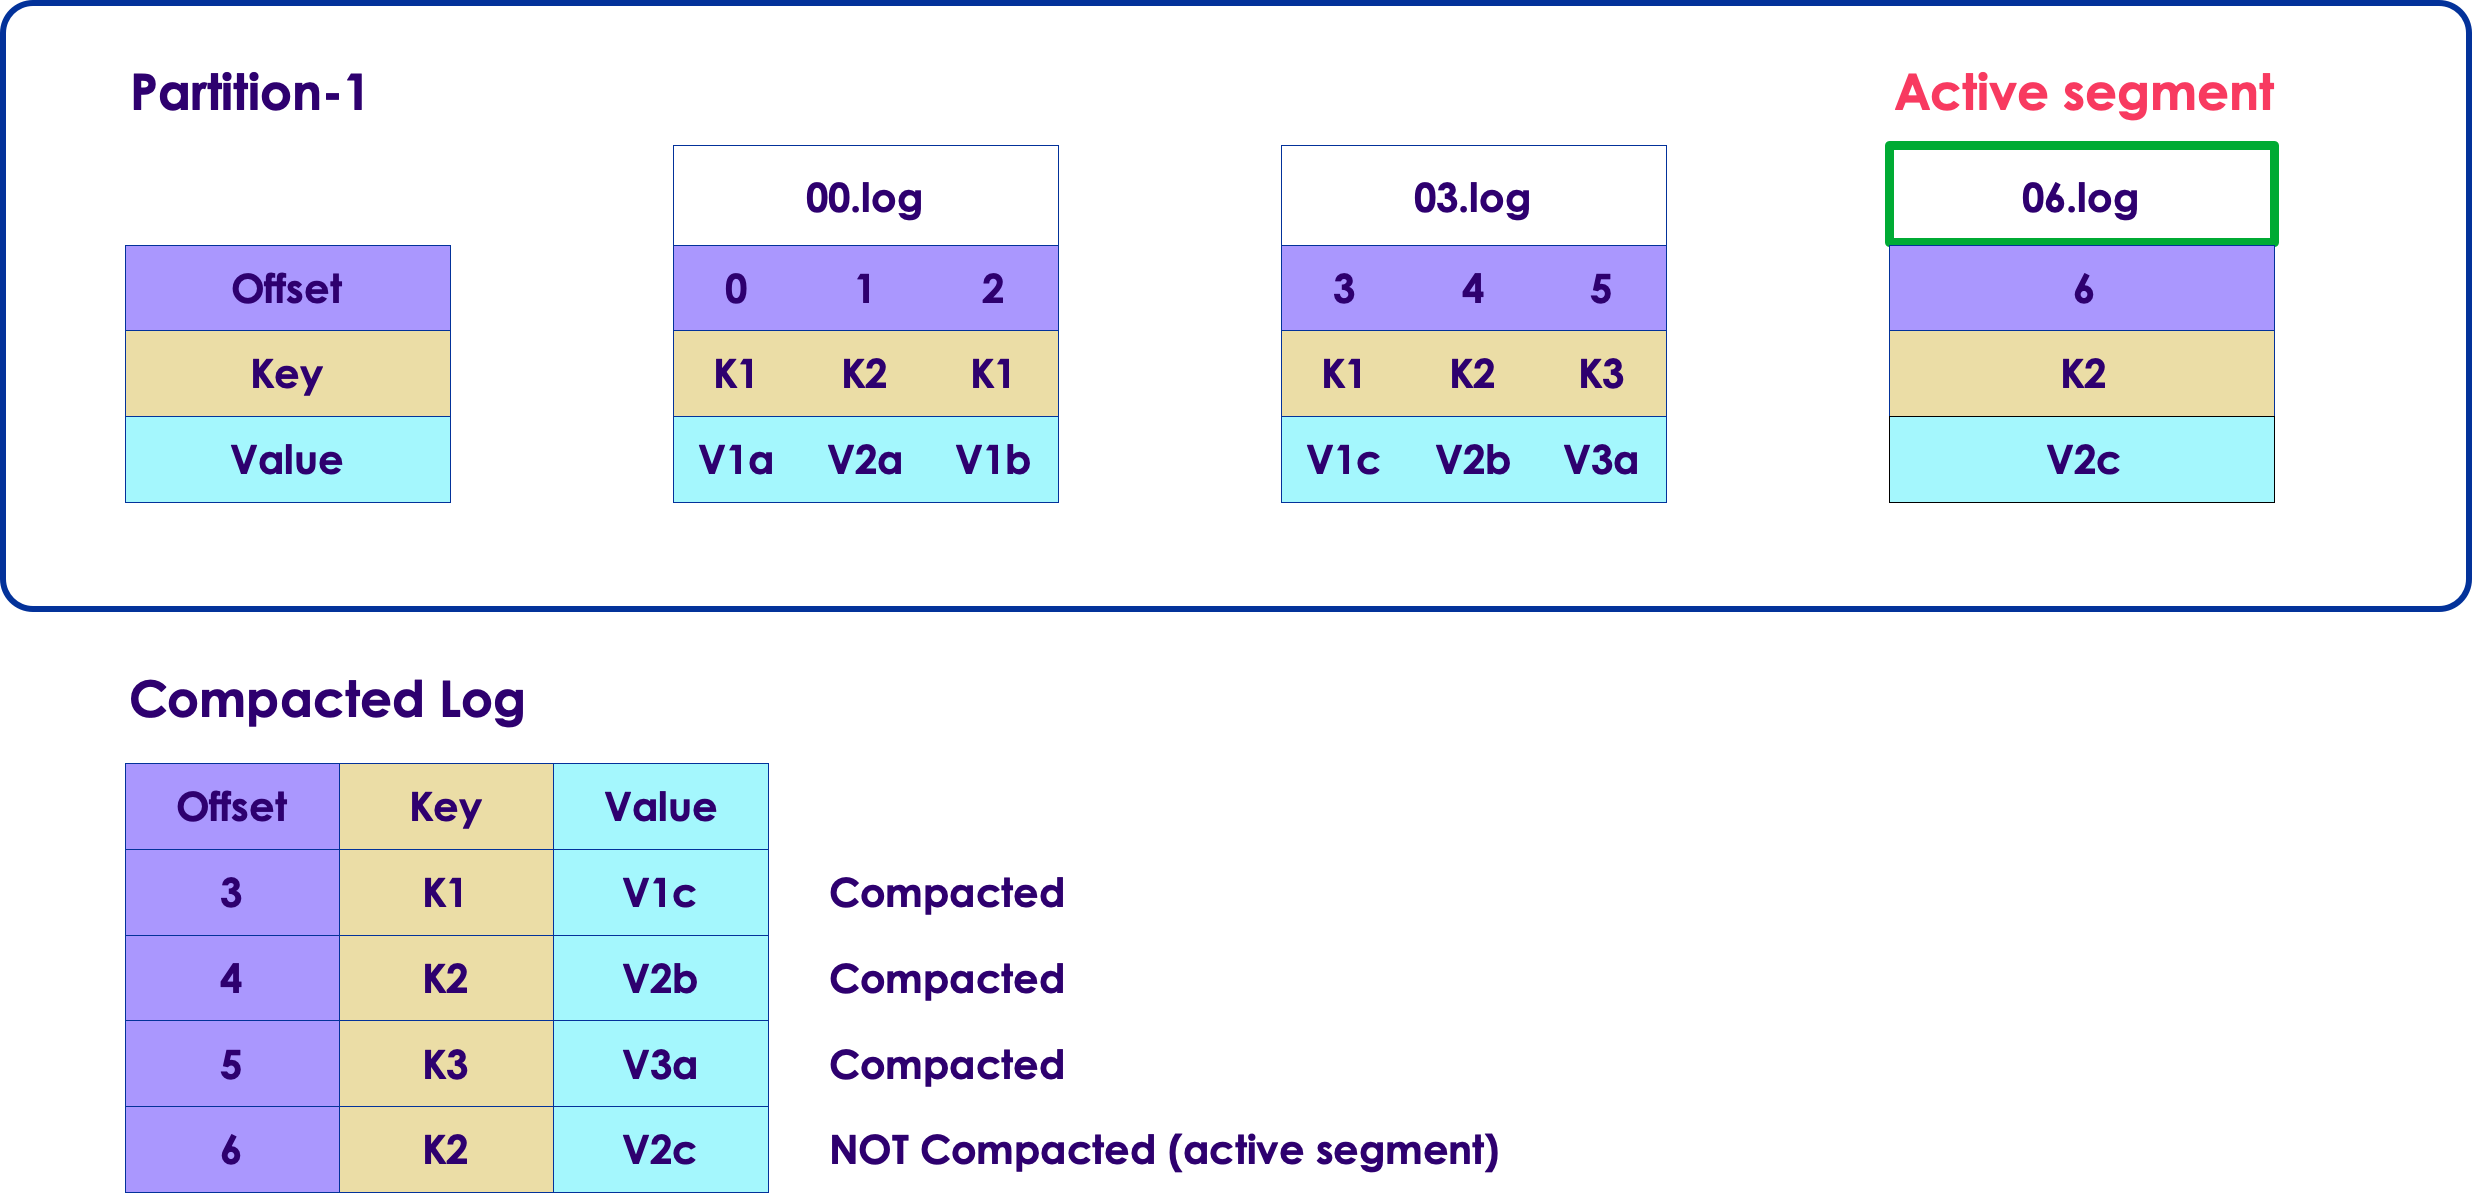 Partition-1 Active segment
00.log 03.log 06.log
Offset 0 1 2 3 4 5 6
Key K1 K2 K1 K1 K2 K3 K2
Value V1a V2a V1b V1c V2b V3a V2c
Compacted Log
Offset Key Value
3 K1 V1c Compacted
4 K2 V2b Compacted
5 K3 V3a Compacted
6 K2 V2c NOT Compacted (active segment)